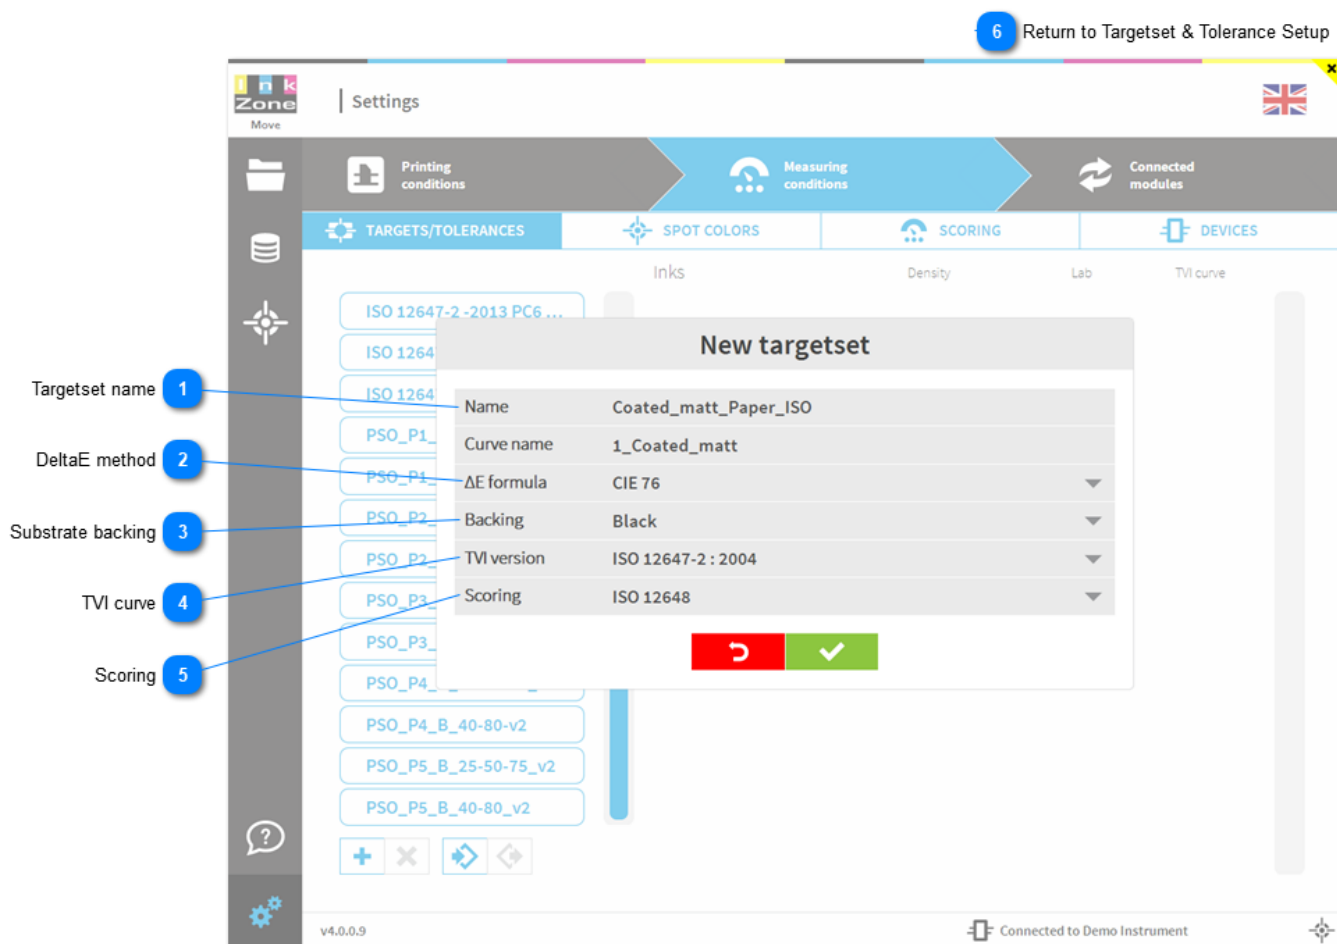 6 Return to Targetset & Tolerance Setup
Ink
Zone
Move
Settings
Printing
conditions
Measuring
conditions
Connected
modules
TARGETS/TOLERANCES
SPOT COLORS
SCORING
DEVICES
Inks Density Lab TVI curve
ISO 12647-2 -2013 PC6 ...
ISO 1264
ISO 1264
PSO_P1_
PSO_P1_
PSO_P2_
PSO_P2_
PSO_P3_
PSO_P3_
PSO_P4_
PSO_P4_B_40-80-v2
PSO_P5_B_25-50-75_v2
PSO_P5_B_40-80_v2
New targetset
Targetset name 1
Name Coated_matt_Paper_ISO
Curve name 1_Coated_matt
DeltaE method 2
ΔE formula CIE 76
Substrate backing 3
Backing Black
TVI curve 4
TVI version ISO 12647-2 : 2004
Scoring 5
Scoring ISO 12648
?
v4.0.0.9
Connected to Demo Instrument